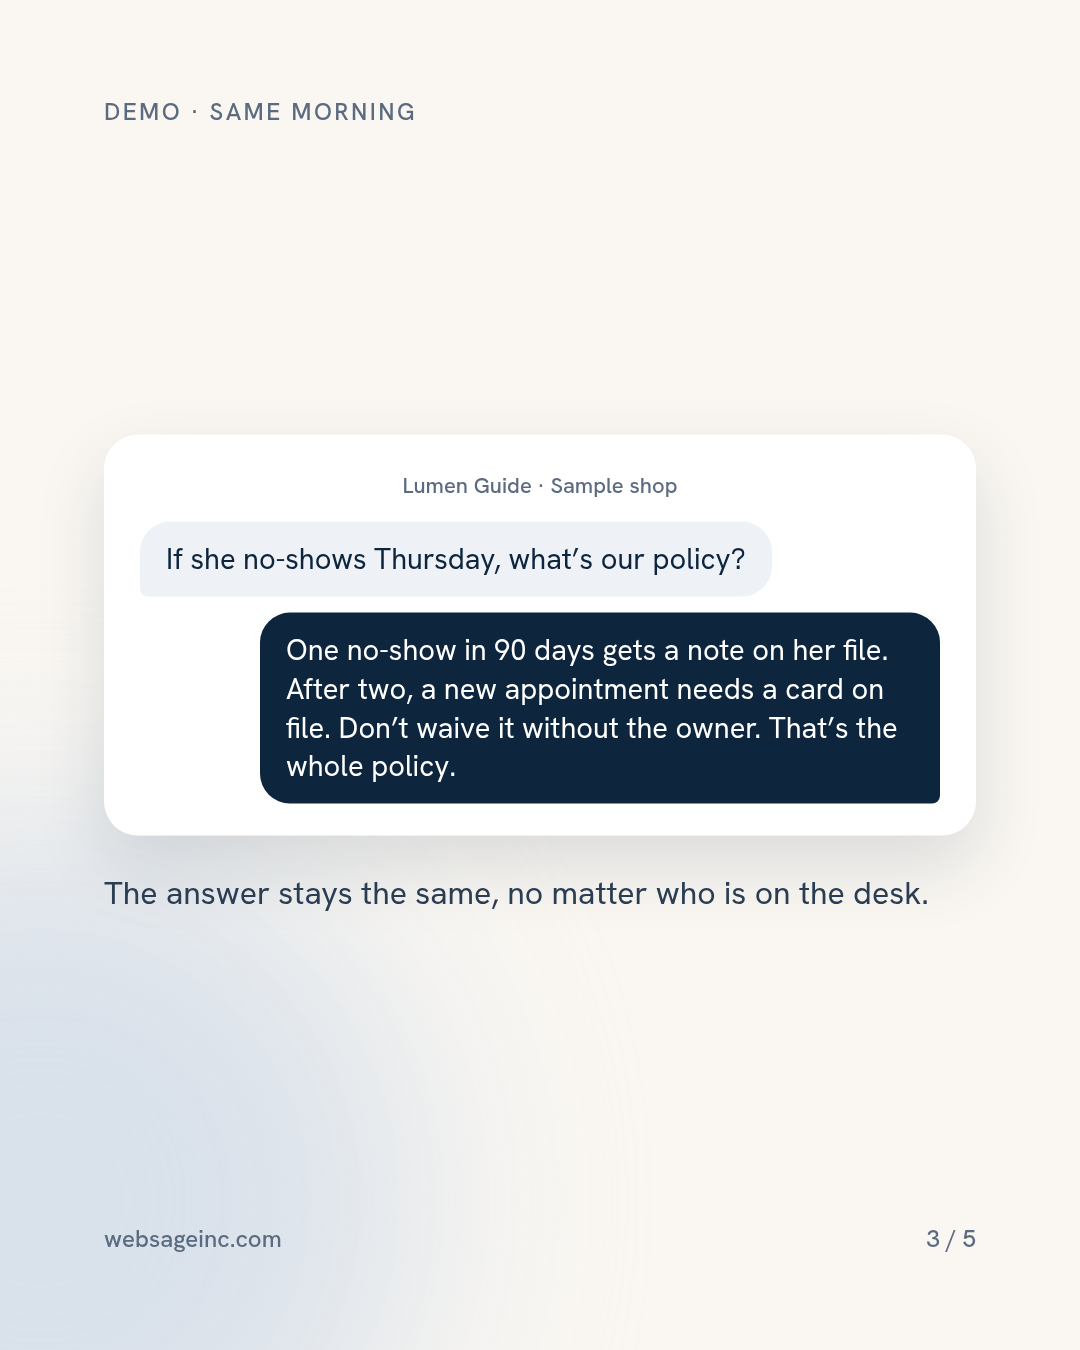 DEMO · SAME MORNING
Lumen Guide · Sample shop
If she no-shows Thursday, what’s our policy?
One no-show in 90 days gets a note on her file.
After two, a new appointment needs a card on
file. Don’t waive it without the owner. That’s the
whole policy.
The answer stays the same, no matter who is on the desk.
websageinc.com
3 / 5